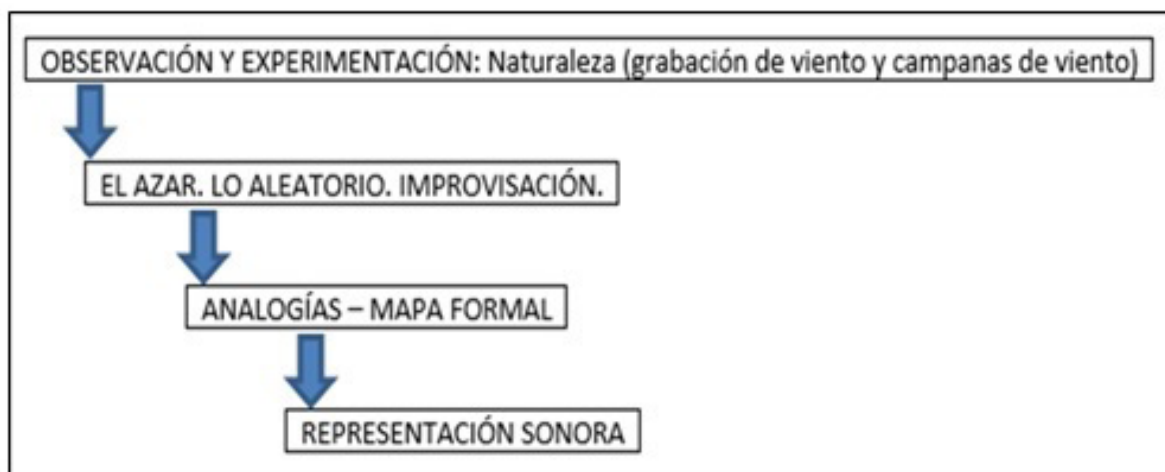 OBSERVACIÓN Y EXPERIMENTACIÓN: Naturaleza (grabación de viento y campanas de viento)
EL AZAR. LO ALEATORIO. IMPROVISACIÓN.
ANALOGÍAS – MAPA FORMAL
REPRESENTACIÓN SONORA